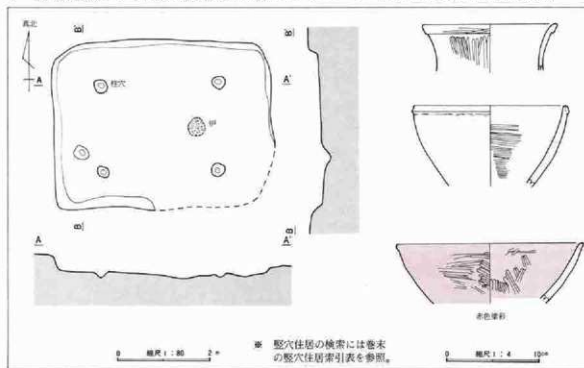 真北
B
B
A
A'
柱穴
炉
B
B
A
A'
赤色塗彩
※ 竪穴住居の検索には巻末
の竪穴住居索引表を参照。
0 縮尺1:80 2m
0 縮尺1:4 10cm